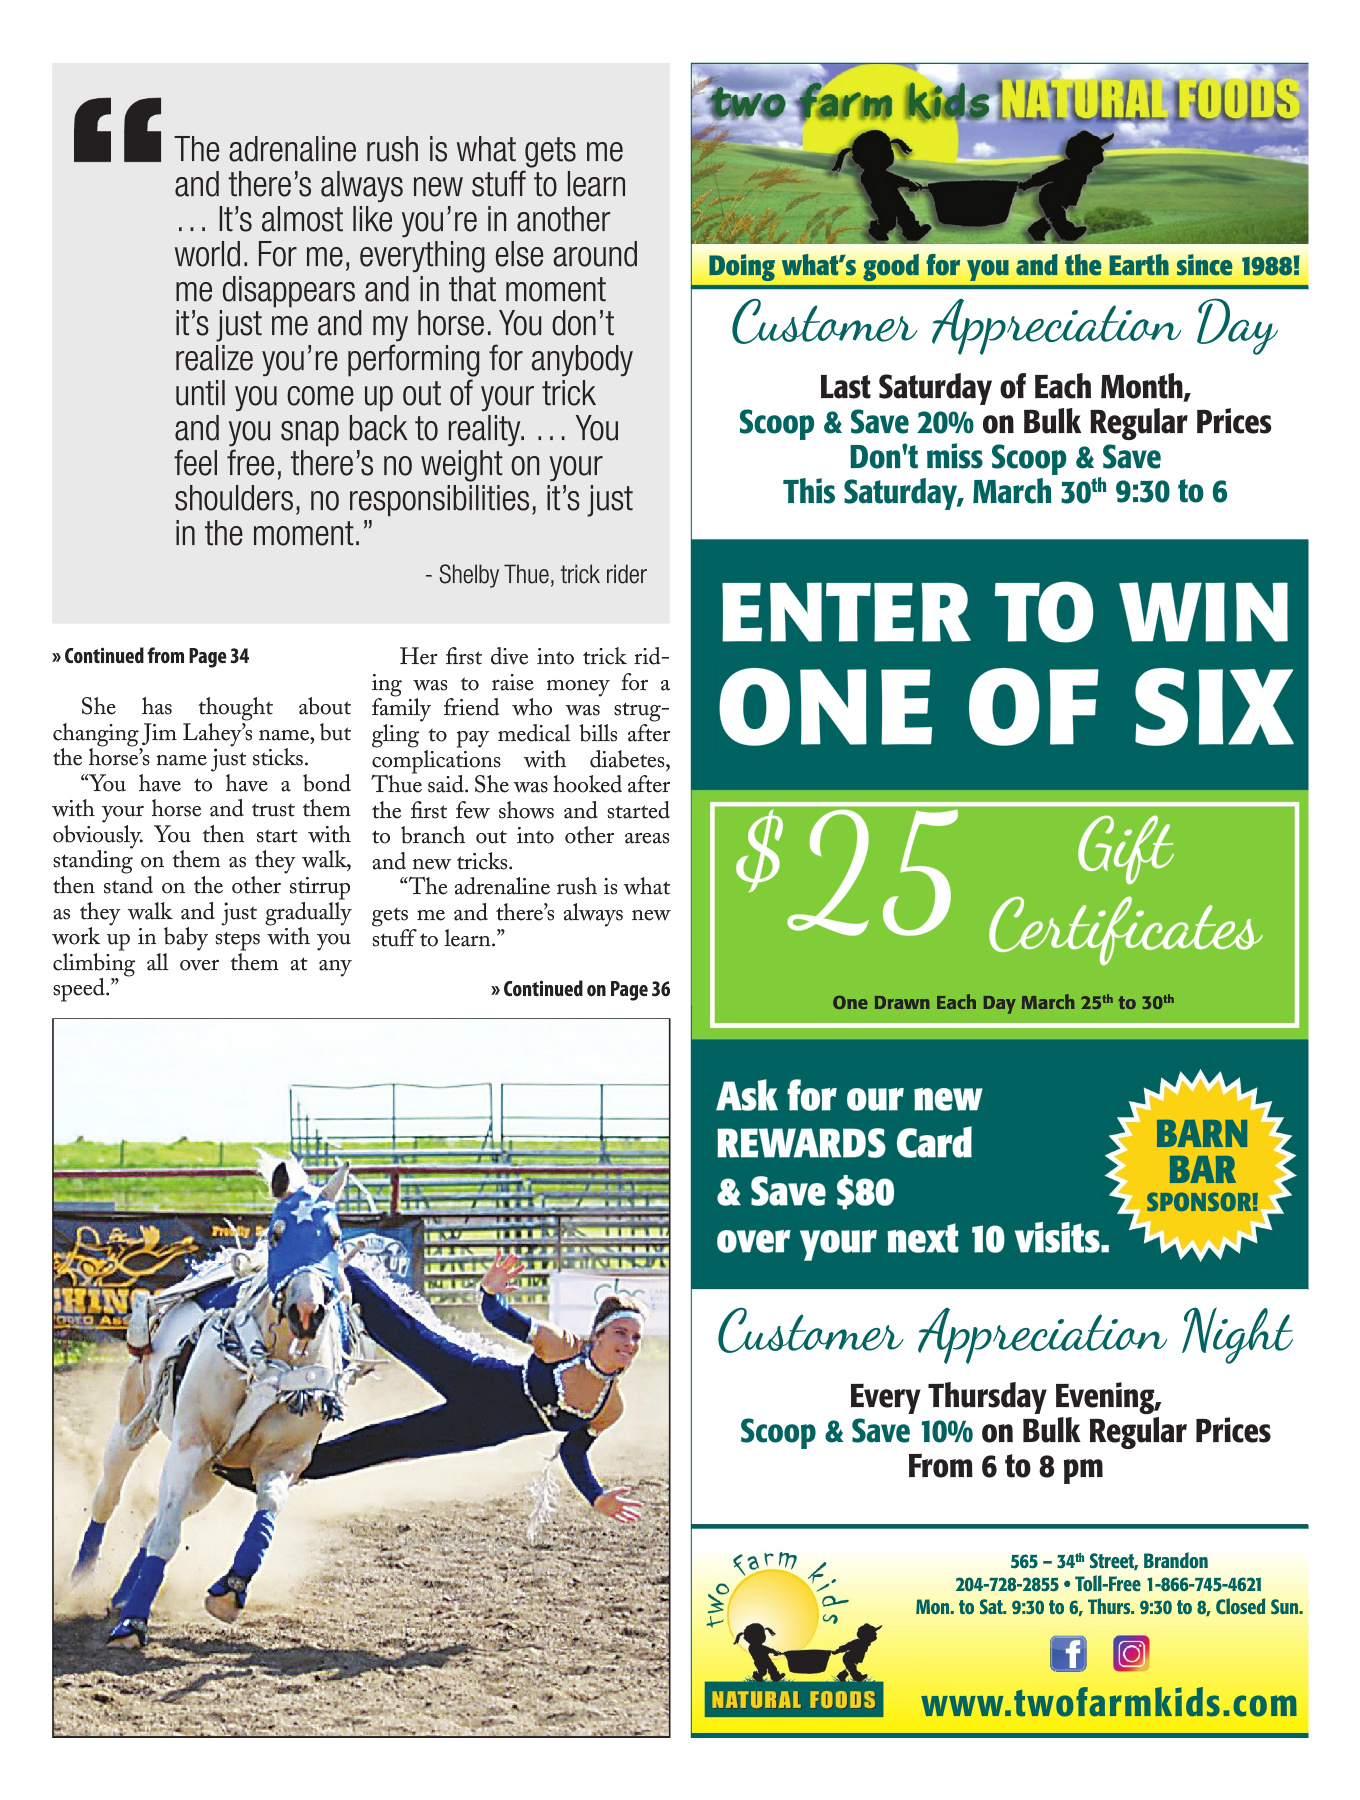 “
The adrenaline rush is what gets me
and there’s always new stuff to learn
… It’s almost like you’re in another
world. For me, everything else around
me disappears and in that moment
it’s just me and my horse. You don’t
realize you’re performing for anybody
until you come up out of your trick
and you snap back to reality. … You
feel free, there’s no weight on your
shoulders, no responsibilities, it’s just
in the moment.”
- Shelby Thue, trick rider
» Continued from Page 34
She has thought about
changing Jim Lahey’s name, but
the horse’s name just sticks.
“You have to have a bond
with your horse and trust them
obviously. You then start with
standing on them as they walk,
then stand on the other stirrup
as they walk and just gradually
work up in baby steps with you
climbing all over them at any
speed.”
Her first dive into trick rid-
ing was to raise money for a
family friend who was strug-
gling to pay medical bills after
complications with diabetes,
Thue said. She was hooked after
the first few shows and started
to branch out into other areas
and new tricks.
“The adrenaline rush is what
gets me and there’s always new
stuff to learn.”
» Continued on Page 36
two farm kids NATURAL FOODS
Doing what’s good for you and the Earth since 1988!
Customer Appreciation Day
Last Saturday of Each Month,
Scoop & Save 20% on Bulk Regular Prices
Don't miss Scoop & Save
This Saturday, March 30th 9:30 to 6
ENTER TO WIN
ONE OF SIX
$25 Gift
Certificates
One Drawn Each Day March 25th to 30th
Ask for our new
REWARDS Card
& Save $80
over your next 10 visits.
BARN
BAR
SPONSOR!
Customer Appreciation Night
Every Thursday Evening,
Scoop & Save 10% on Bulk Regular Prices
From 6 to 8 pm
two farm kids
NATURAL FOODS
565 – 34th Street, Brandon
204-728-2855 • Toll-Free 1-866-745-4621
Mon. to Sat. 9:30 to 6, Thurs. 9:30 to 8, Closed Sun.
www.twofarmkids.com